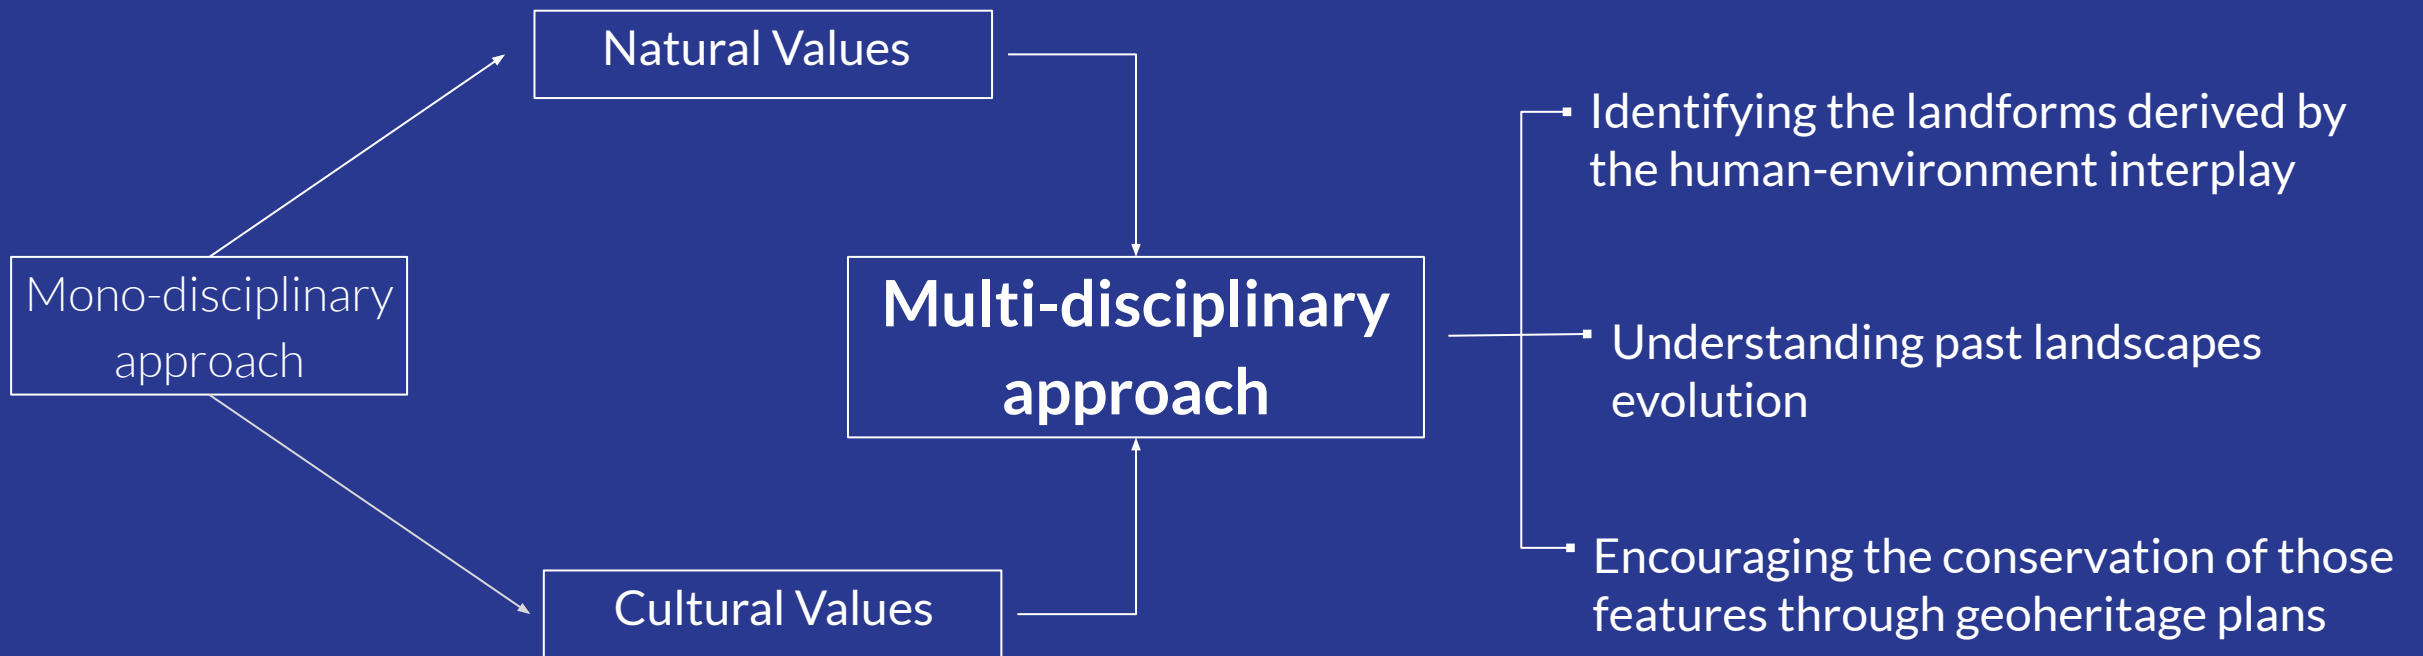 Natural Values
Mono-disciplinary
approach
Cultural Values
Multi-disciplinary
approach
Identifying the landforms derived by
the human-environment interplay
Understanding past landscapes
evolution
Encouraging the conservation of those
features through geoheritage plans